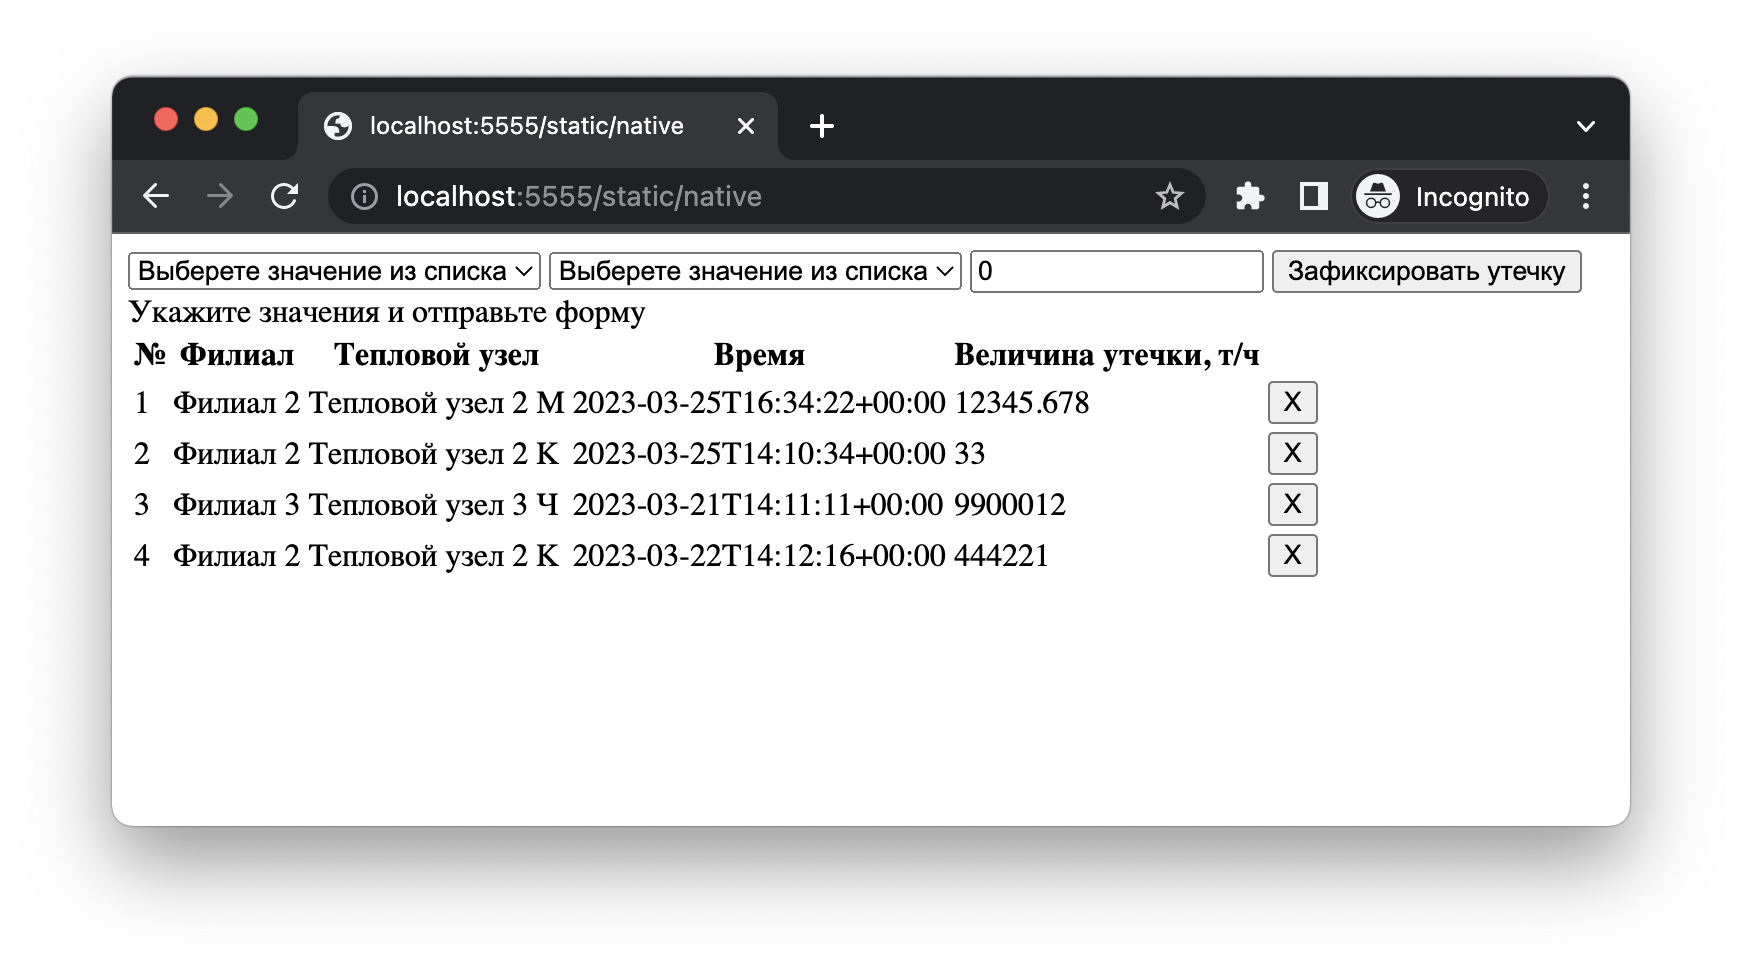 localhost:5555/static/native
localhost:5555/static/native Incognito
Выберете значение из списка Выберете значение из списка 0 Зафиксировать утечку
Укажите значения и отправьте форму
№ Филиал Тепловой узел Время Величина утечки, т/ч
1 Филиал 2 Тепловой узел 2 М 2023-03-25T16:34:22+00:00 12345.678 X
2 Филиал 2 Тепловой узел 2 К 2023-03-25T14:10:34+00:00 33 X
3 Филиал 3 Тепловой узел 3 Ч 2023-03-21T14:11:11+00:00 9900012 X
4 Филиал 2 Тепловой узел 2 К 2023-03-22T14:12:16+00:00 444221 X